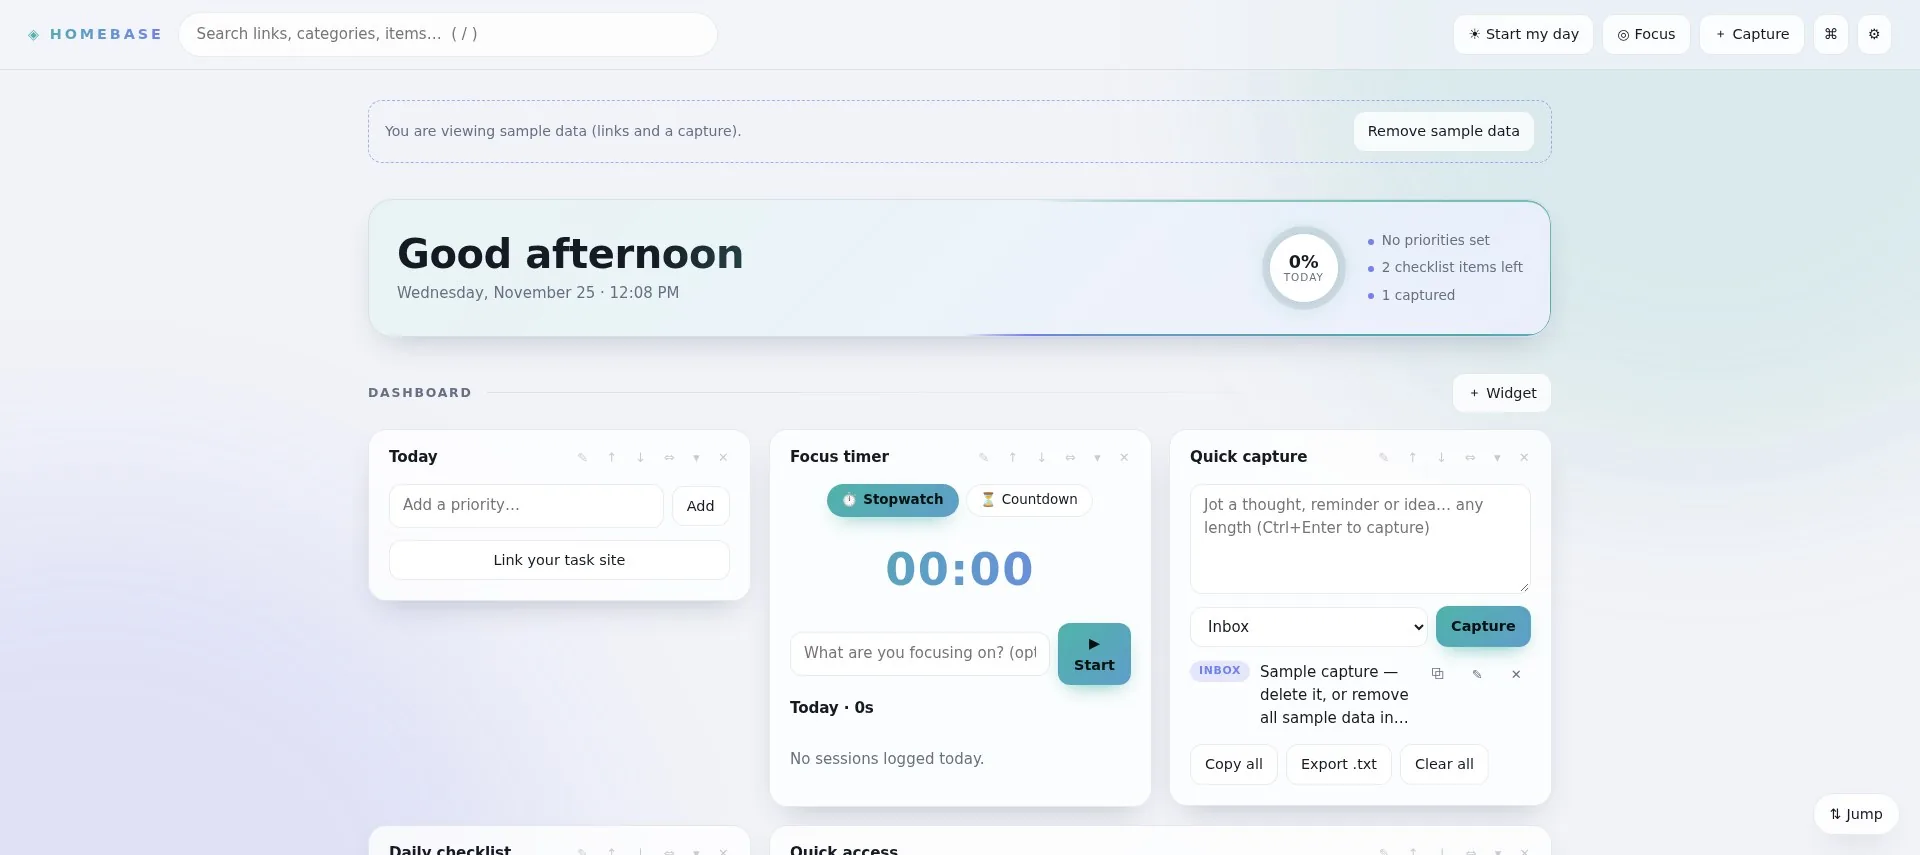 ◈ HOMEBASE
Search links, categories, items... ( / )
☀ Start my day
◎ Focus
+ Capture
⌘
⚙
You are viewing sample data (links and a capture).
Remove sample data
Good afternoon
Wednesday, November 25 · 12:08 PM
0%
TODAY
No priorities set
2 checklist items left
1 captured
DASHBOARD
+ Widget
Today
Add a priority...
Add
Link your task site
Focus timer
⏱️ Stopwatch
⏳ Countdown
00:00
What are you focusing on? (opt
▶ Start
Today · 0s
No sessions logged today.
Quick capture
Jot a thought, reminder or idea... any
length (Ctrl+Enter to capture)
Inbox
Capture
INBOX
Sample capture —
delete it, or remove
all sample data in...
Copy all
Export .txt
Clear all
⇅ Jump
Daily checklist
Quick access